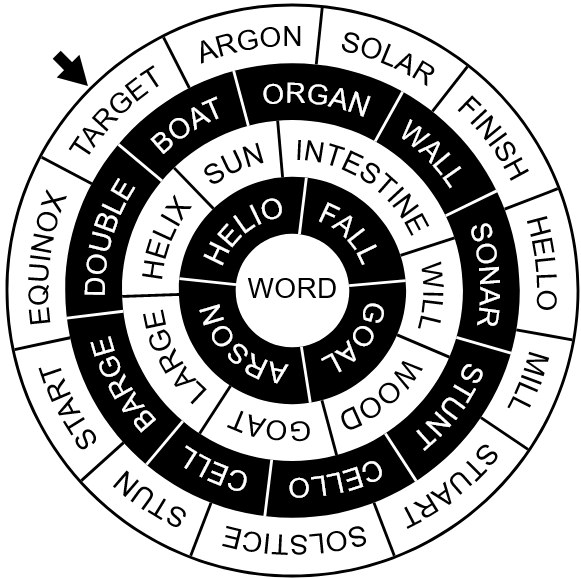 TARGET
ARGON
SOLAR
FINISH
HELLO
MILL
STUART
SOLSTICE
STUN
START
EQUINOX
BOAT
ORGAN
WALL
SONAR
STUNT
CELLO
CELL
BARGE
DOUBLE
SUN
INTESTINE
WILL
WOOD
GOAT
LARGE
HELIX
HELIO
FALL
GOAL
ARSON
WORD